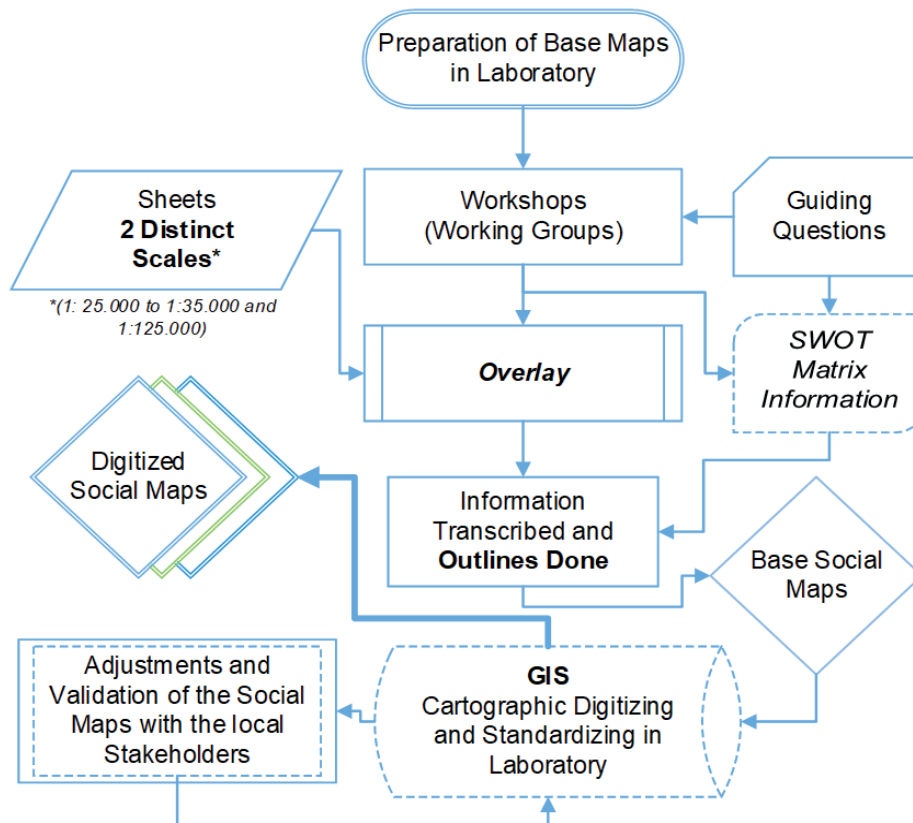 Preparation of Base Maps
in Laboratory
Sheets
2 Distinct
Scales*
*(1: 25.000 to 1:35.000 and
1:125.000)
Workshops
(Working Groups)
Guiding
Questions
Overlay
SWOT
Matrix
Information
Digitized
Social Maps
Information
Transcribed and
Outlines Done
Base Social
Maps
Adjustments and
Validation of the Social
Maps with the local
Stakeholders
GIS
Cartographic Digitizing
and Standardizing in
Laboratory